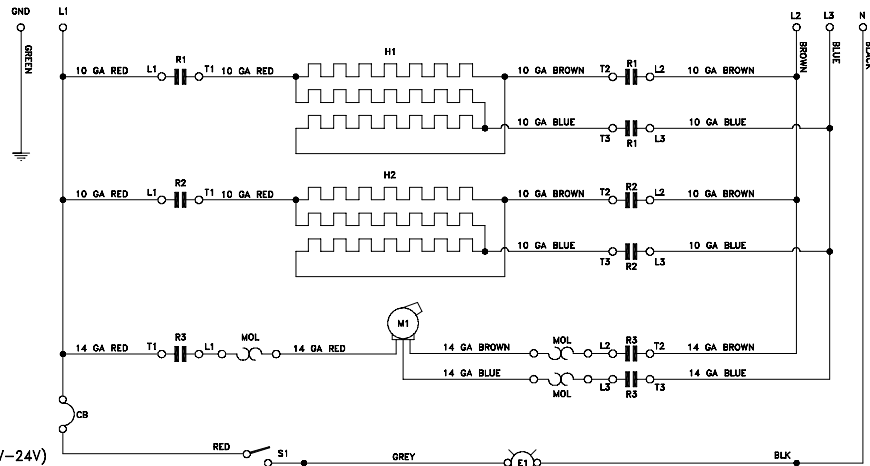 GND L1 L2 L3 N
GREEN BROWN BLUE BLACK
H1
10 GA RED L1 R1 T1 10 GA RED 10 GA BROWN T2 R1 L2 10 GA BROWN
10 GA BLUE T3 R1 L3 10 GA BLUE
H2
10 GA RED L1 R2 T1 10 GA RED 10 GA BROWN T2 R2 L2 10 GA BROWN
10 GA BLUE T3 R2 L3 10 GA BLUE
M1
14 GA RED T1 R3 L1 MOL 14 GA RED 14 GA BROWN MOL L2 R3 T2 14 GA BROWN
14 GA BLUE MOL L3 R3 T3 14 GA BLUE
CB
V-24V) RED S1 GREY E1 BLK